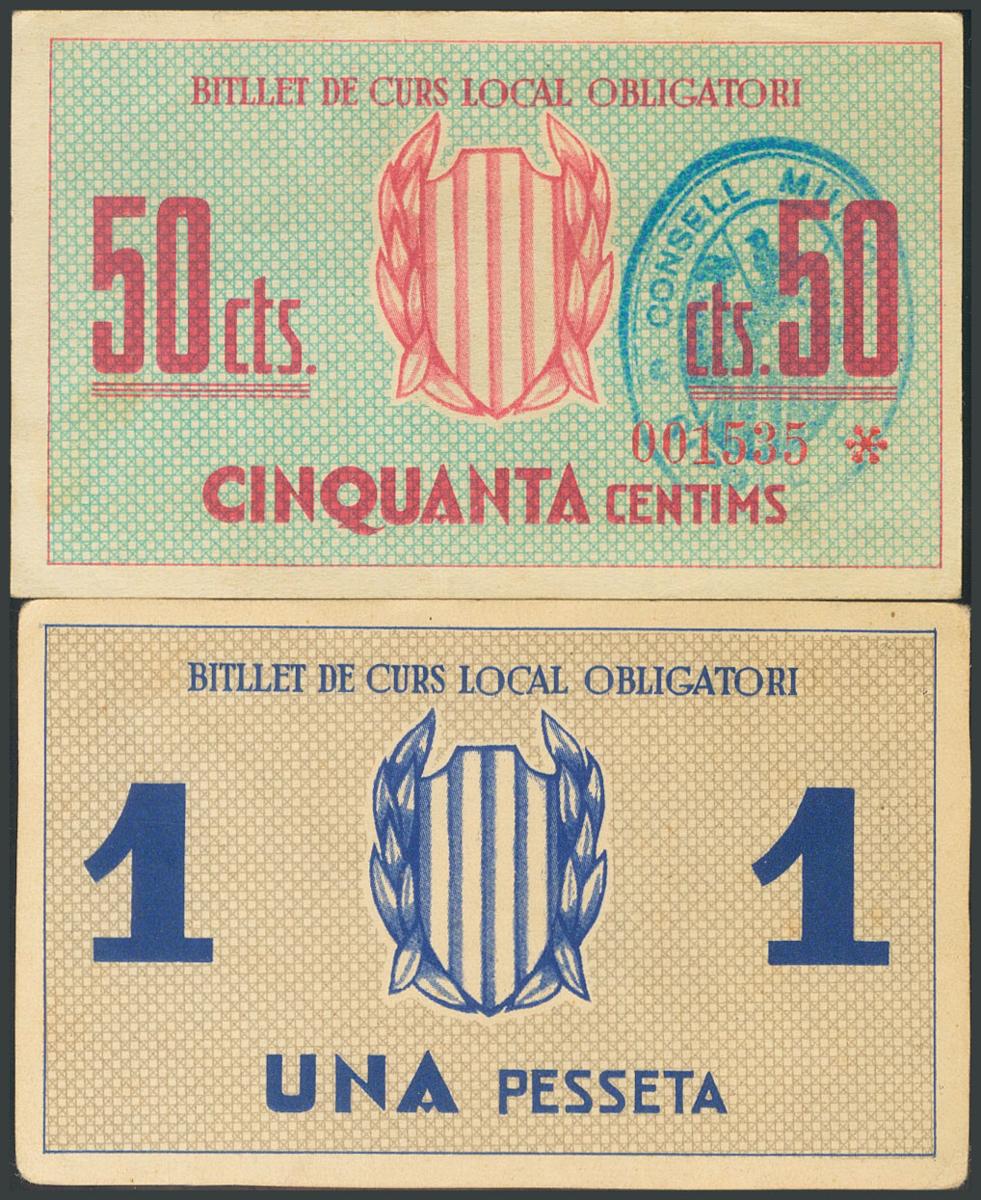 BITLLET DE CURS LOCAL OBLIGATORI
50 cts.
cts. 50
CONSELL
001535
CINQUANTA CENTIMS
BITLLET DE CURS LOCAL OBLIGATORI
1 1
UNA PESSETA